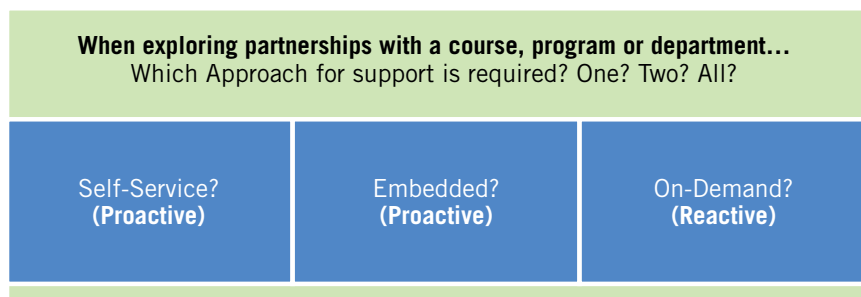 When exploring partnerships with a course, program or department...
Which Approach for support is required? One? Two? All?
Self-Service?
(Proactive)
Embedded?
(Proactive)
On-Demand?
(Reactive)